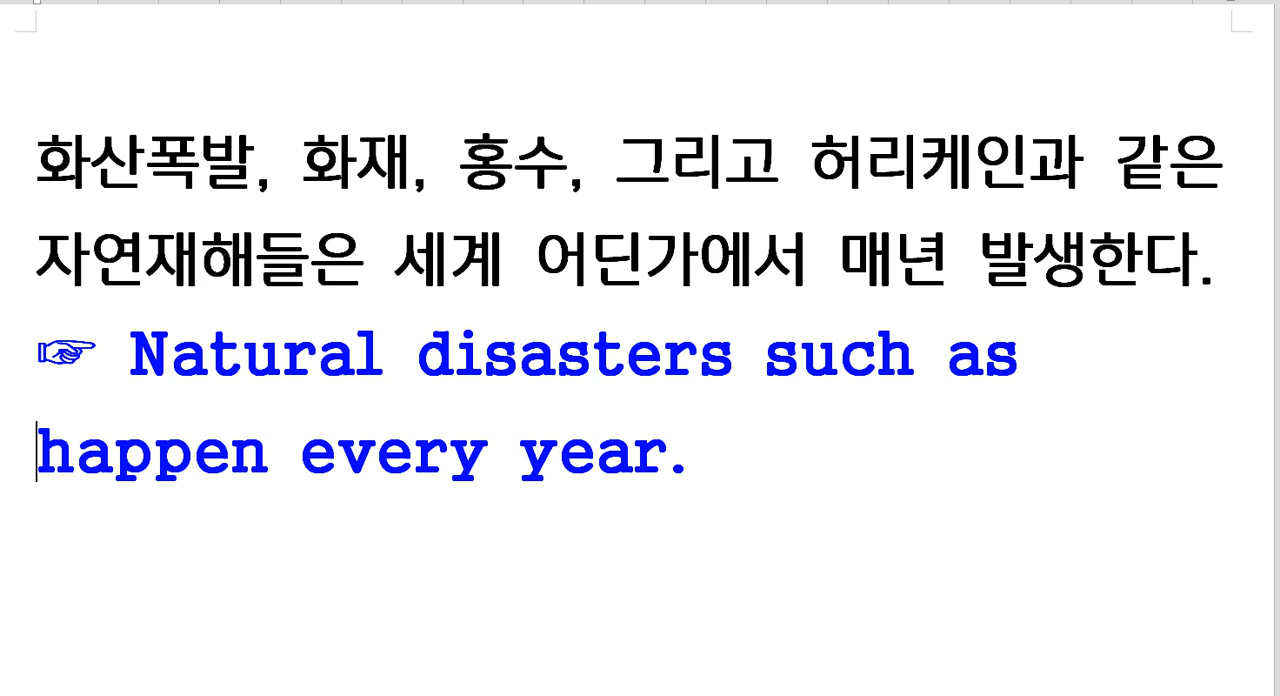 화산폭발, 화재, 홍수, 그리고 허리케인과 같은
자연재해들은 세계 어딘가에서 매년 발생한다.
☞ Natural disasters such as
happen every year.